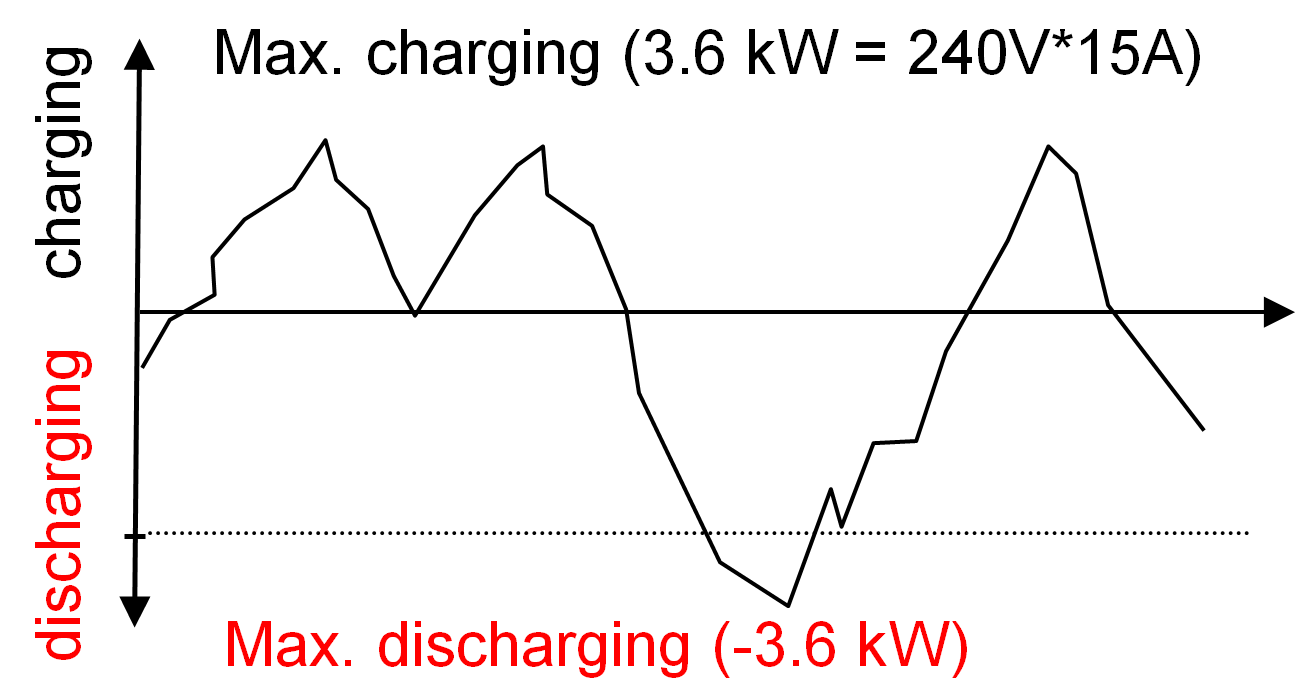 Max. charging (3.6 kW = 240V*15A)
charging
discharging
Max. discharging (-3.6 kW)